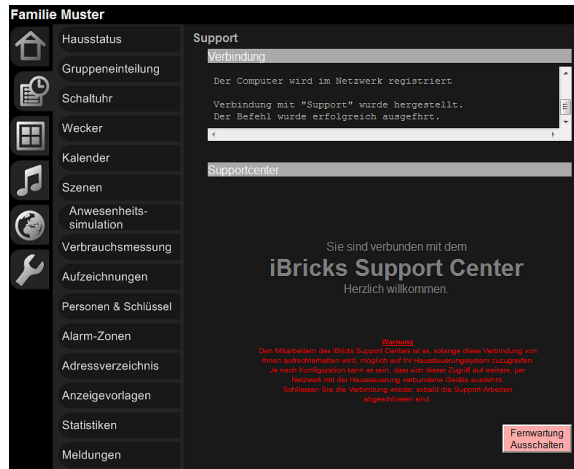 Familie Muster
Hausstatus
Gruppeneinteilung
Schaltuhr
Wecker
Kalender
Szenen
Anwesenheits-
simulation
Verbrauchsmessung
Aufzeichnungen
Personen & Schlüssel
Alarm-Zonen
Adressverzeichnis
Anzeigevorlagen
Statistiken
Meldungen
Support
Verbindung
Der Computer wird im Netzwerk registriert
Verbindung mit "Support" wurde hergestellt.
Der Befehl wurde erfolgreich ausgefhrt.
Supportcenter
Sie sind verbunden mit dem
iBricks Support Center
Herzlich willkommen.
Warnung
Den Mitarbeitern des iBricks Support Centers ist es, solange diese Verbindung von
Ihnen aufrechterhalten wird, möglich auf Ihr Haussteuerungssystem zuzugreifen.
Je nach Konfiguration kann es sein, dass sich dieser Zugriff auf weitere, per
Netzwerk mit der Haussteuerung verbundene Geräte ausdehnt.
Schliessen Sie die Verbindung wieder, sobald die Support Arbeiten
abgeschlossen sind.
Fernwartung
Ausschalten